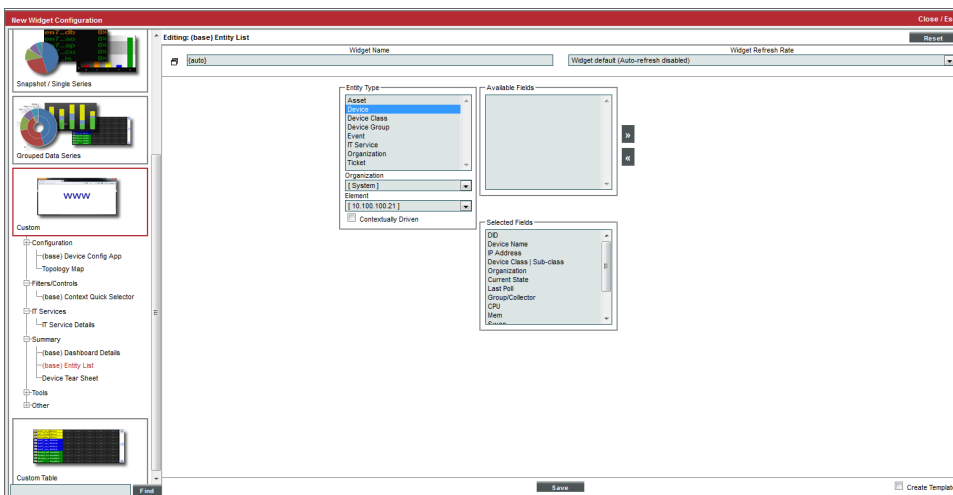 New Widget Configuration
Close / Es
Snapshot / Single Series
Grouped Data Series
www
Custom
Configuration
(base) Device Config App
Topology Map
Filters/Controls
(base) Context Quick Selector
IT Services
IT Service Details
Summary
(base) Dashboard Details
(base) Entity List
Device Tear Sheet
Tools
Other
Custom Table
Find
Editing: (base) Entity List
Reset
Widget Name
Widget Refresh Rate
{auto}
Widget default (Auto-refresh disabled)
Entity Type
Asset
Device
Device Class
Device Group
Event
IT Service
Organization
Ticket
Organization
[ System ]
Element
[ 10.100.100.21 ]
Contextually Driven
Available Fields
»
«
Selected Fields
DID
Device Name
IP Address
Device Class | Sub-class
Organization
Current State
Last Poll
Group/Collector
CPU
Mem
Swap
Save
Create Template